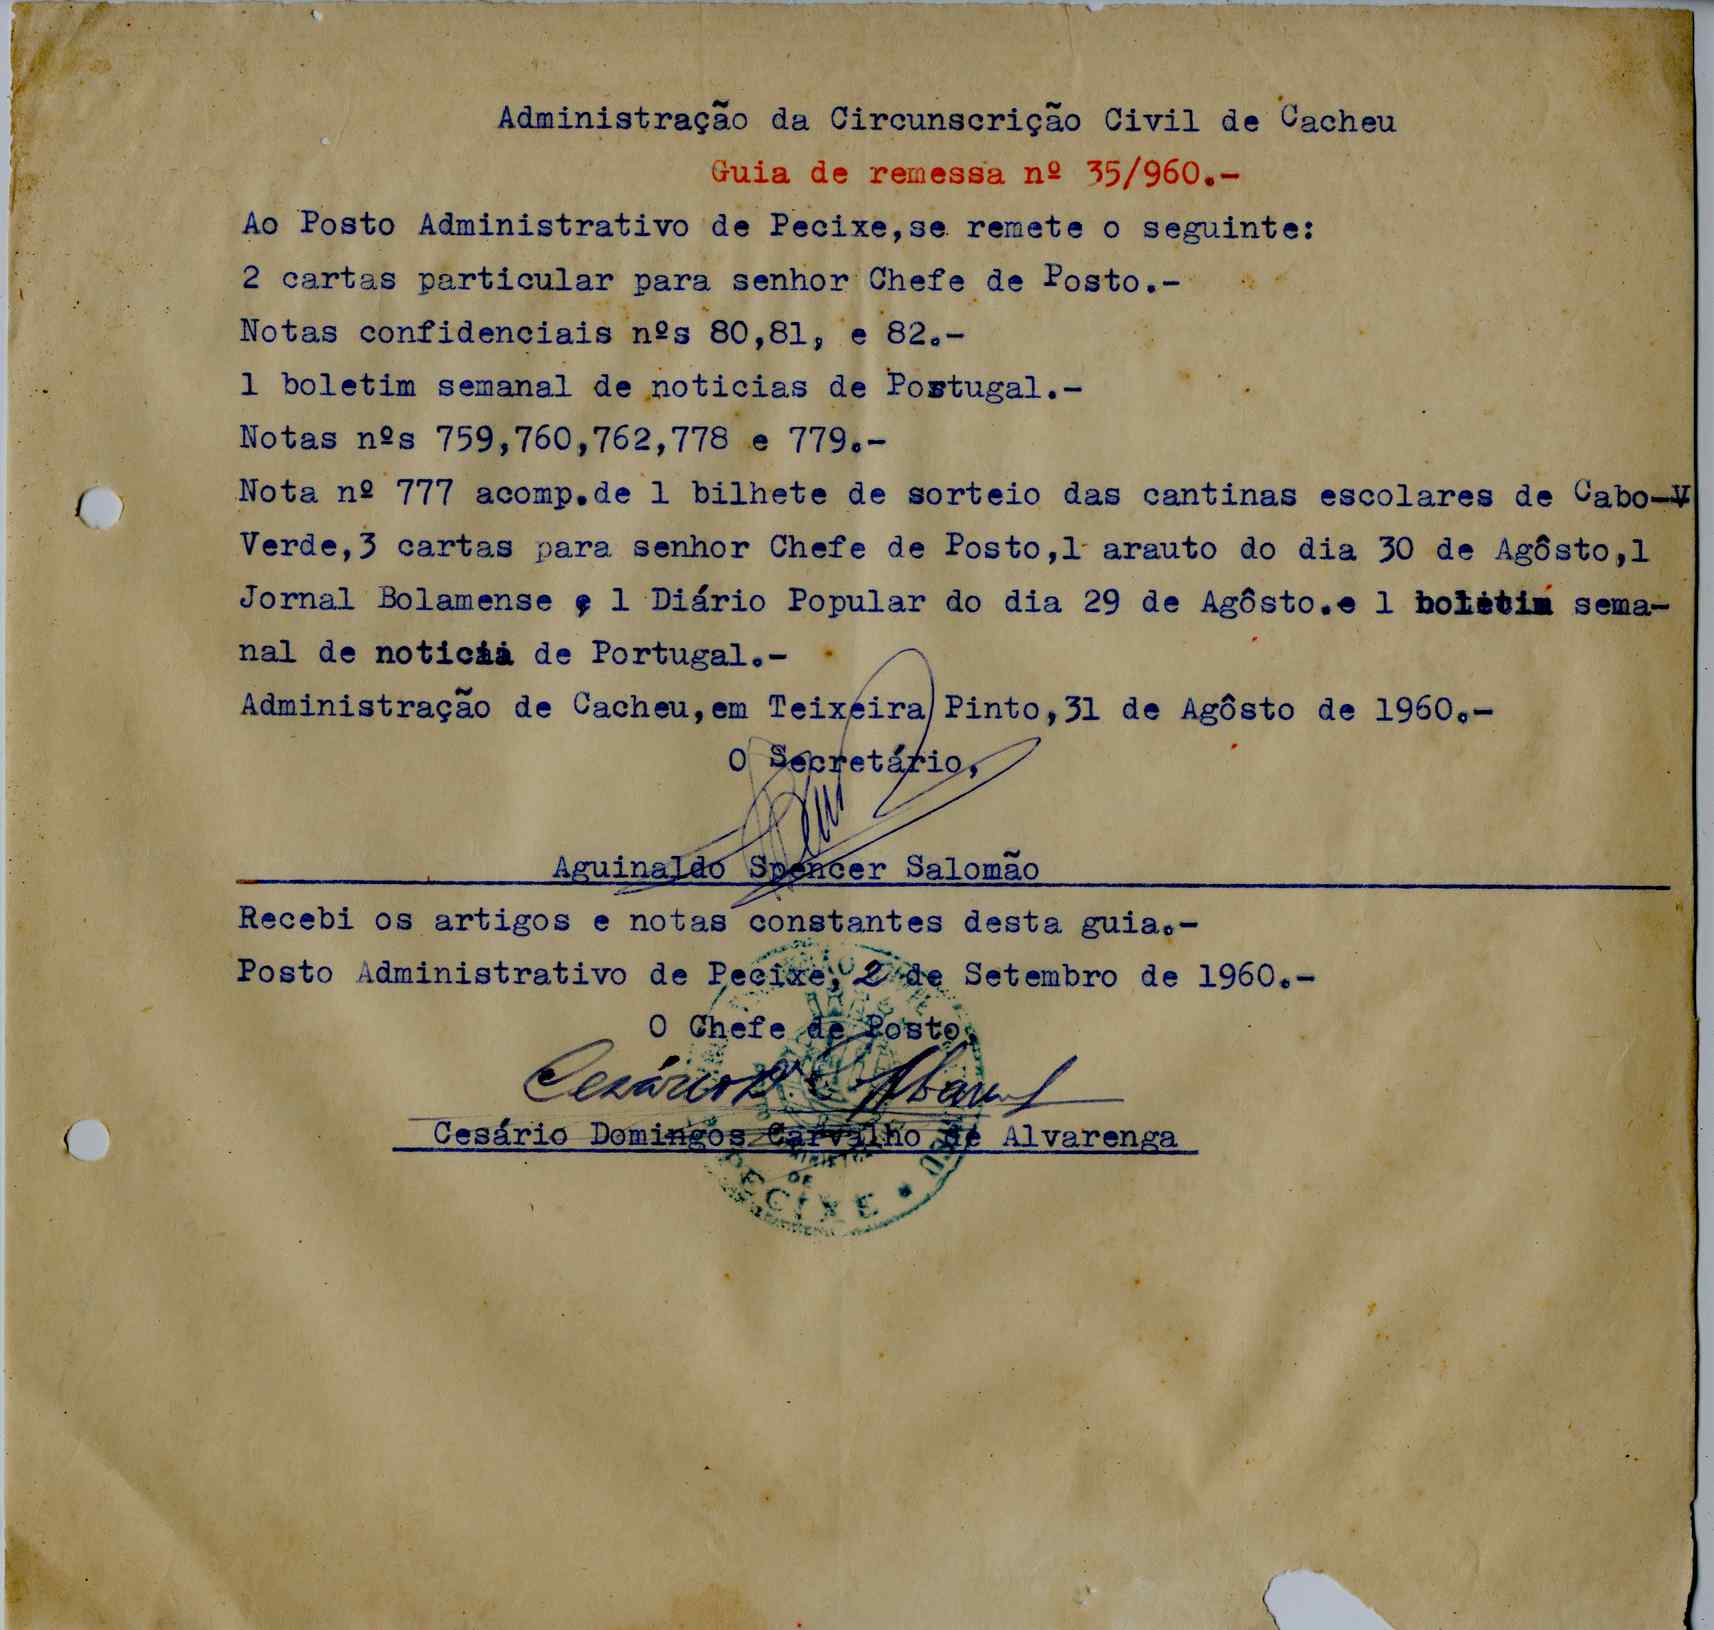 Administração da Circunscrição Civil de Cacheu
Guia de remessa nº 35/960.-
Ao Posto Administrativo de Pecixe,se remete o seguinte:
2 cartas particular para senhor Chefe de Posto.-
Notas confidenciais nºs 80,81, e 82.-
1 boletim semanal de noticias de Portugal.-
Notas nºs 759,760,762,778 e 779.-
Nota nº 777 acomp.de 1 bilhete de sorteio das cantinas escolares de Cabo-V
Verde,3 cartas para senhor Chefe de Posto,1 arauto do dia 30 de Agôsto,1
Jornal Bolamense e 1 Diário Popular do dia 29 de Agôsto.e 1 boletim sema-
nal de noticia de Portugal.-
Administração de Cacheu,em Teixeira Pinto,31 de Agôsto de 1960.-
O Secretário,
Aguinaldo Spencer Salomão
Recebi os artigos e notas constantes desta guia.-
Posto Administrativo de Pecixe, 2 de Setembro de 1960.-
O Chefe de Posto,
Cesário D. C. Alvarenga
Cesário Domingos Carvalho de Alvarenga
DE
PECIXE